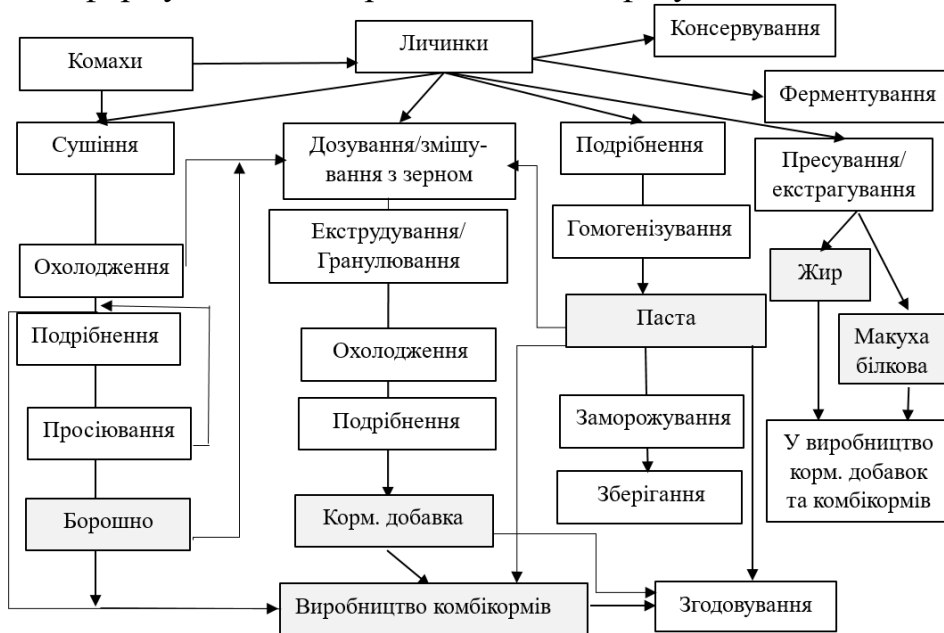 Консервування
Личинки
Комахи
Ферментування
Сушіння
Дозування/змішу-
вання з зерном
Подрібнення
Пресування/
екстрагування
Екструдування/
Гранулювання
Гомогенізування
Охолодження
Жир
Паста
Подрібнення
Охолодження
Макуха
білкова
Просіювання
Подрібнення
Заморожування
У виробництво
корм. добавок
та комбікормів
Зберігання
Борошно
Корм. добавка
Виробництво комбікормів
Згодовування